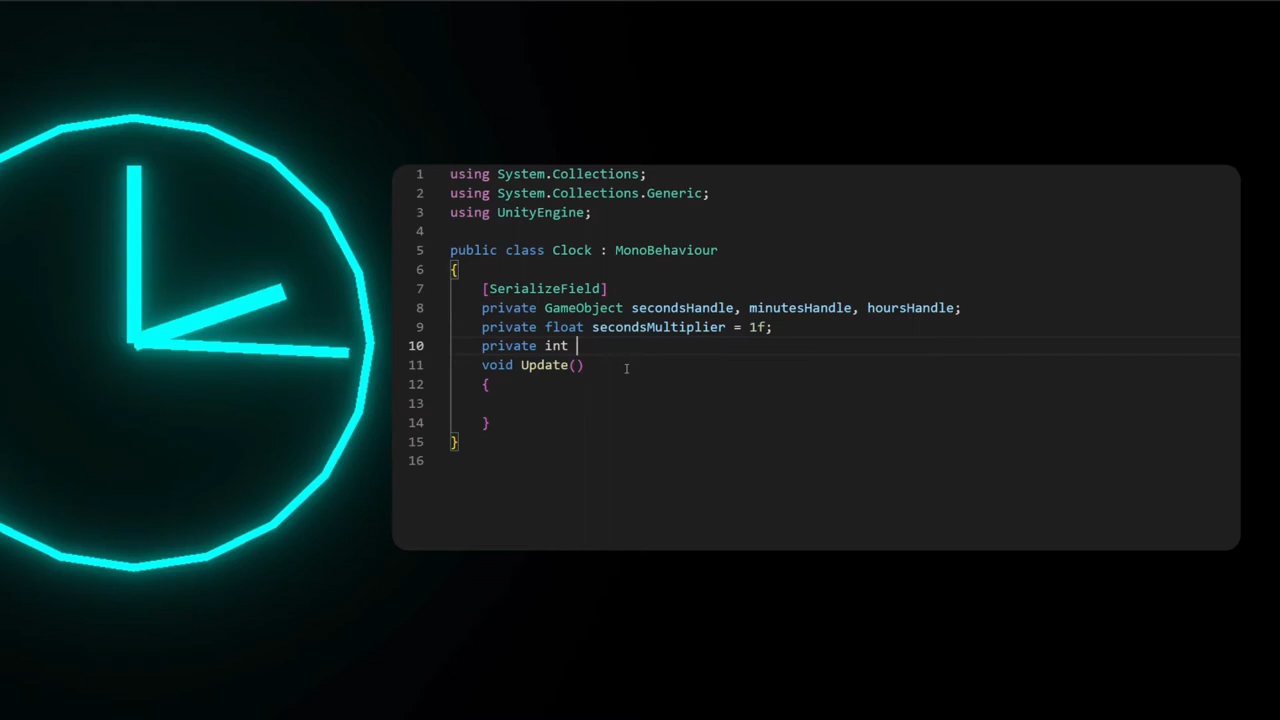 1 using System.Collections;
2 using System.Collections.Generic;
3 using UnityEngine;
4
5 public class Clock : MonoBehaviour
6 {
7 [SerializeField]
8 private GameObject secondsHandle, minutesHandle, hoursHandle;
9 private float secondsMultiplier = 1f;
10 private int
11 void Update()
12 {
13
14 }
15 }
16